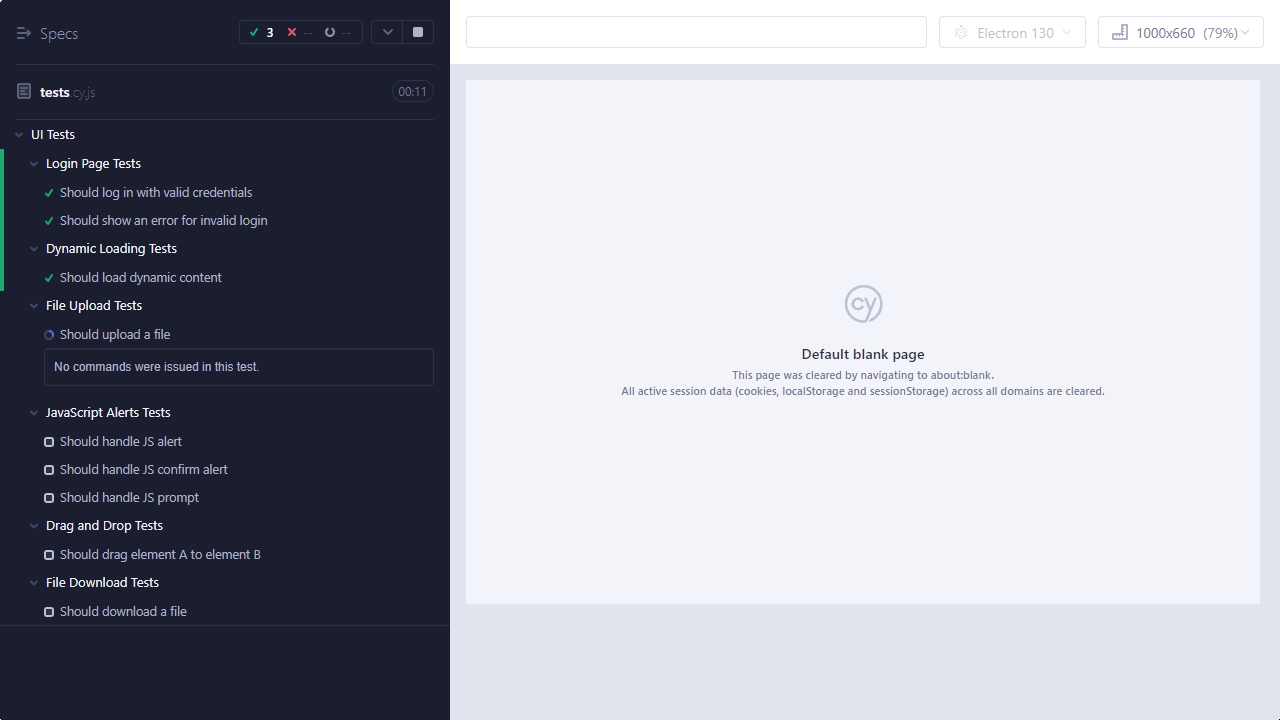 Specs
3 -- --
tests.cy.js
00:11
UI Tests
Login Page Tests
Should log in with valid credentials
Should show an error for invalid login
Dynamic Loading Tests
Should load dynamic content
File Upload Tests
Should upload a file
No commands were issued in this test.
JavaScript Alerts Tests
Should handle JS alert
Should handle JS confirm alert
Should handle JS prompt
Drag and Drop Tests
Should drag element A to element B
File Download Tests
Should download a file
Electron 130
1000x660 (79%)
cy
Default blank page
This page was cleared by navigating to about:blank.
All active session data (cookies, localStorage and sessionStorage) across all domains are cleared.